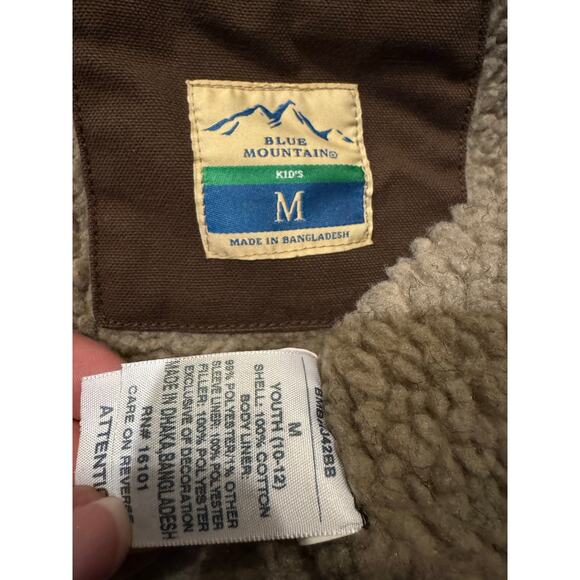 BLUE
MOUNTAIN®
KID'S
M
MADE IN BANGLADESH
M
YOUTH (10-12)
SHELL: 100% COTTON
BODY LINER:
99% POLYESTER/1% OTHER
SLEEVE LINER: 100% POLYESTER
FILLER: 100% POLYESTER
EXCLUSIVE OF DECORATION
MADE IN DHAKA, BANGLADESH
RN# 16101
CARE ON REVERSE